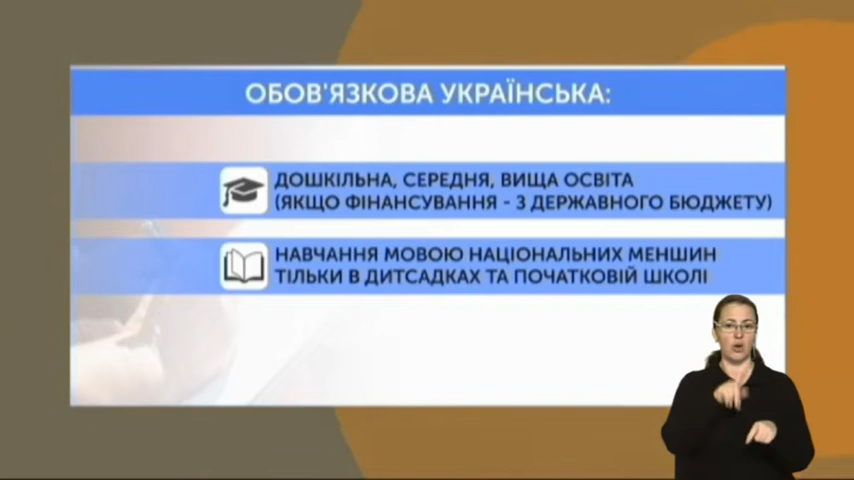 ОБОВ'ЯЗКОВА УКРАЇНСЬКА:
ДОШКІЛЬНА, СЕРЕДНЯ, ВИЩА ОСВІТА
(ЯКЩО ФІНАНСУВАННЯ - З ДЕРЖАВНОГО БЮДЖЕТУ)
НАВЧАННЯ МОВОЮ НАЦІОНАЛЬНИХ МЕНШИН
ТІЛЬКИ В ДИТСАДКАХ ТА ПОЧАТКОВІЙ ШКОЛІ